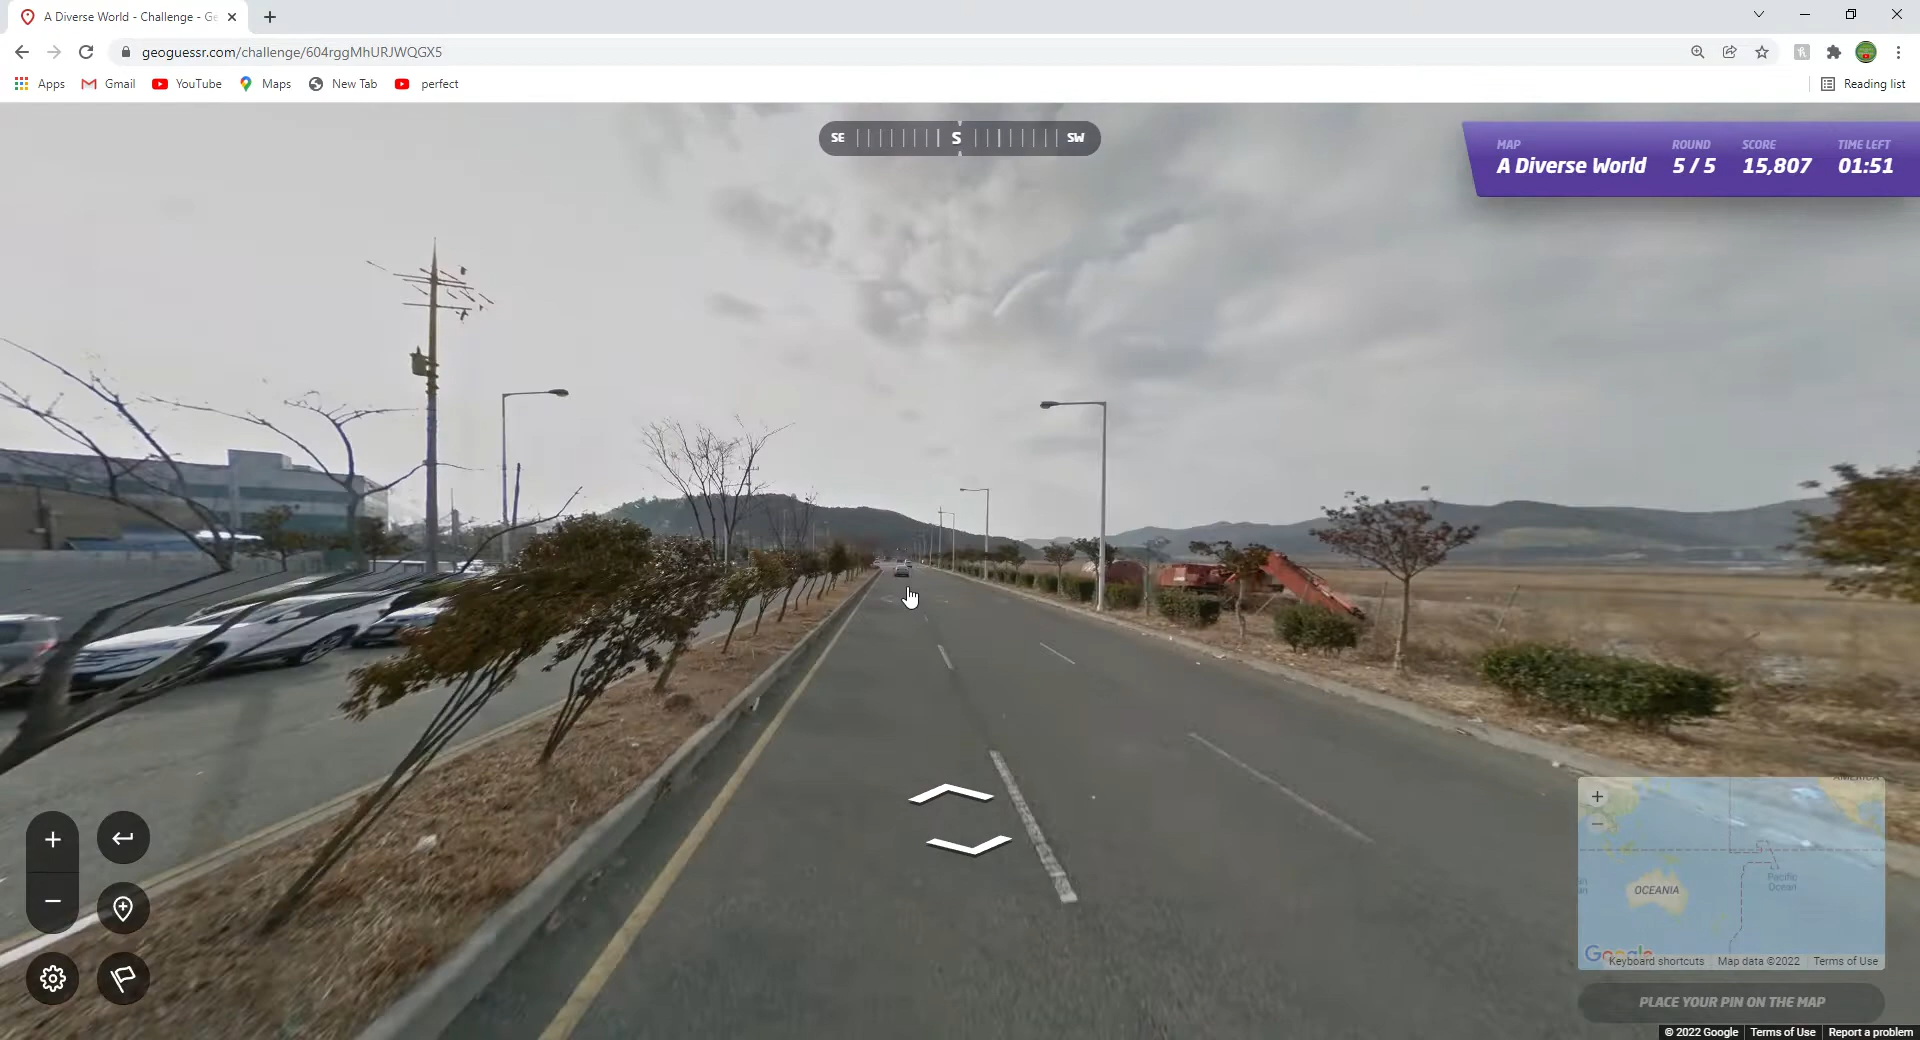 A Diverse World - Challenge - Ge
geoguessr.com/challenge/604rggMhURJWQGX5
Apps Gmail YouTube Maps New Tab perfect Reading list
SE S SW
MAP ROUND SCORE TIME LEFT
A Diverse World 5 / 5 15,807 01:51
AMERICA
OCEANIA
Pacific
Ocean
Google
Keyboard shortcuts Map data ©2022 Terms of Use
PLACE YOUR PIN ON THE MAP
© 2022 Google Terms of Use Report a problem